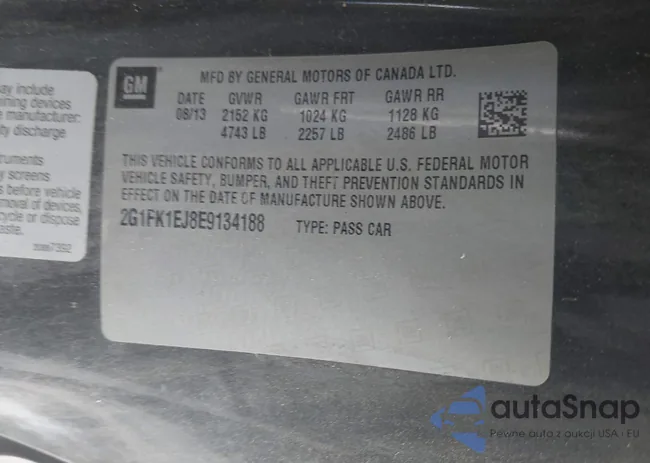 GM
MFD BY GENERAL MOTORS OF CANADA LTD.
DATE GVWR GAWR FRT GAWR RR
08/13 2152 KG 1024 KG 1128 KG
4743 LB 2257 LB 2486 LB
THIS VEHICLE CONFORMS TO ALL APPLICABLE U.S. FEDERAL MOTOR
VEHICLE SAFETY, BUMPER, AND THEFT PREVENTION STANDARDS IN
EFFECT ON THE DATE OF MANUFACTURE SHOWN ABOVE.
2G1FK1EJ8E9134188 TYPE: PASS CAR
may include
ining devices
manufacturer:
ty discharge
truments
y screens
s before vehicle
moval of devices,
cycle or dispose
aste.
autaSnap
Pewne auta z aukcji USA · EU